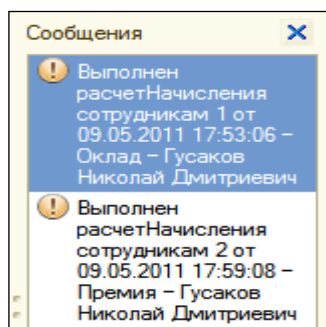 Сообщения
Выполнен
расчетНачисления
сотрудникам 1 от
09.05.2011 17:53:06 –
Оклад – Гусаков
Николай Дмитриевич
Выполнен
расчетНачисления
сотрудникам 2 от
09.05.2011 17:59:08 –
Премия – Гусаков
Николай Дмитриевич